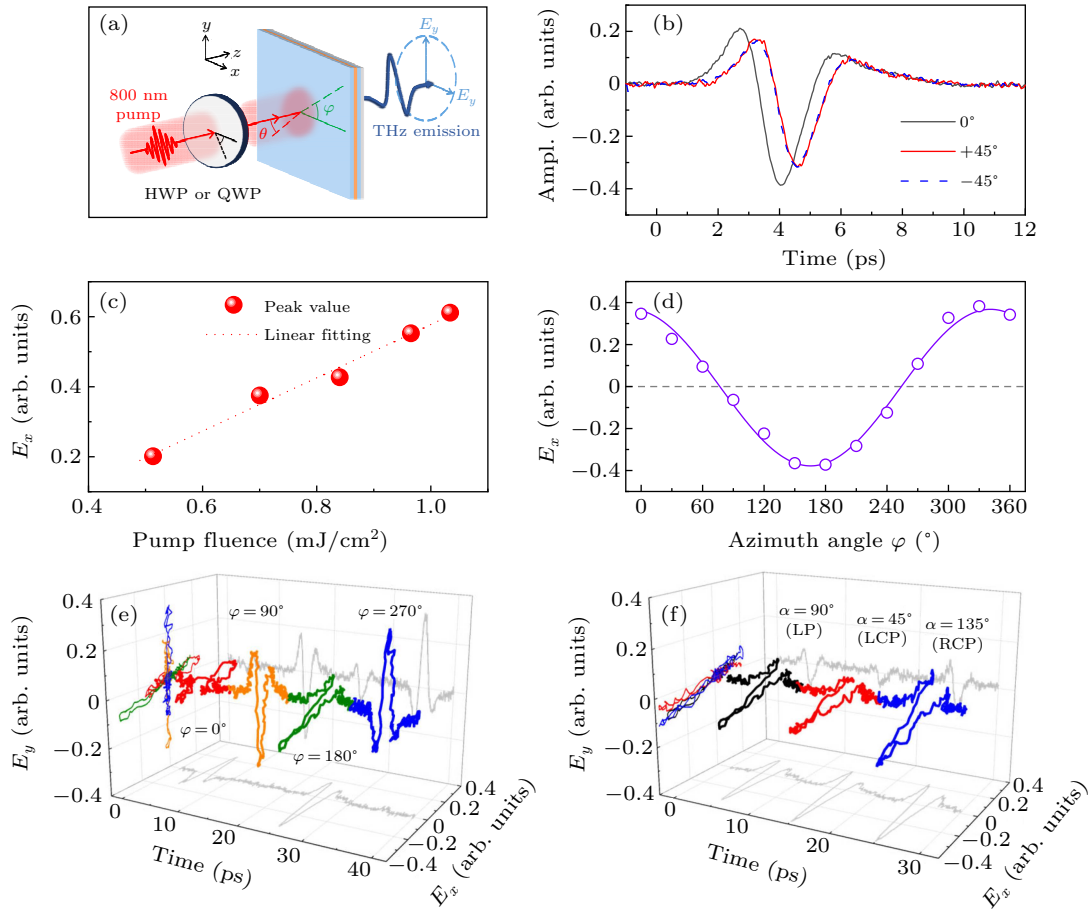 (a)
y
z
x
800 nm
pump
θ
φ
E_y
E_y
THz emission
HWP or QWP
(b)
Ampl. (arb. units)
0.2
0
−0.2
−0.4
0°
+45°
−45°
0 2 4 6 8 10 12
Time (ps)
(c)
E_x (arb. units)
0.6
0.4
0.2
Peak value
Linear fitting
0.4 0.6 0.8 1.0
Pump fluence (mJ/cm²)
(d)
E_x (arb. units)
0.4
0.2
0
−0.2
−0.4
0 60 120 180 240 300 360
Azimuth angle φ (°)
(e)
E_y (arb. units)
0.4
0.2
0
−0.2
−0.4
φ=90°
φ=270°
φ=0°
φ=180°
0 10 20 30 40
Time (ps)
0.4
0.2
0
−0.2
−0.4
E_x (arb. units)
(f)
E_y (arb. units)
0.4
0.2
0
−0.2
−0.4
α=90°
(LP)
α=45°
(LCP)
α=135°
(RCP)
0 10 20 30
Time (ps)
0.4
0.2
0
−0.2
−0.4
E_x (arb. units)